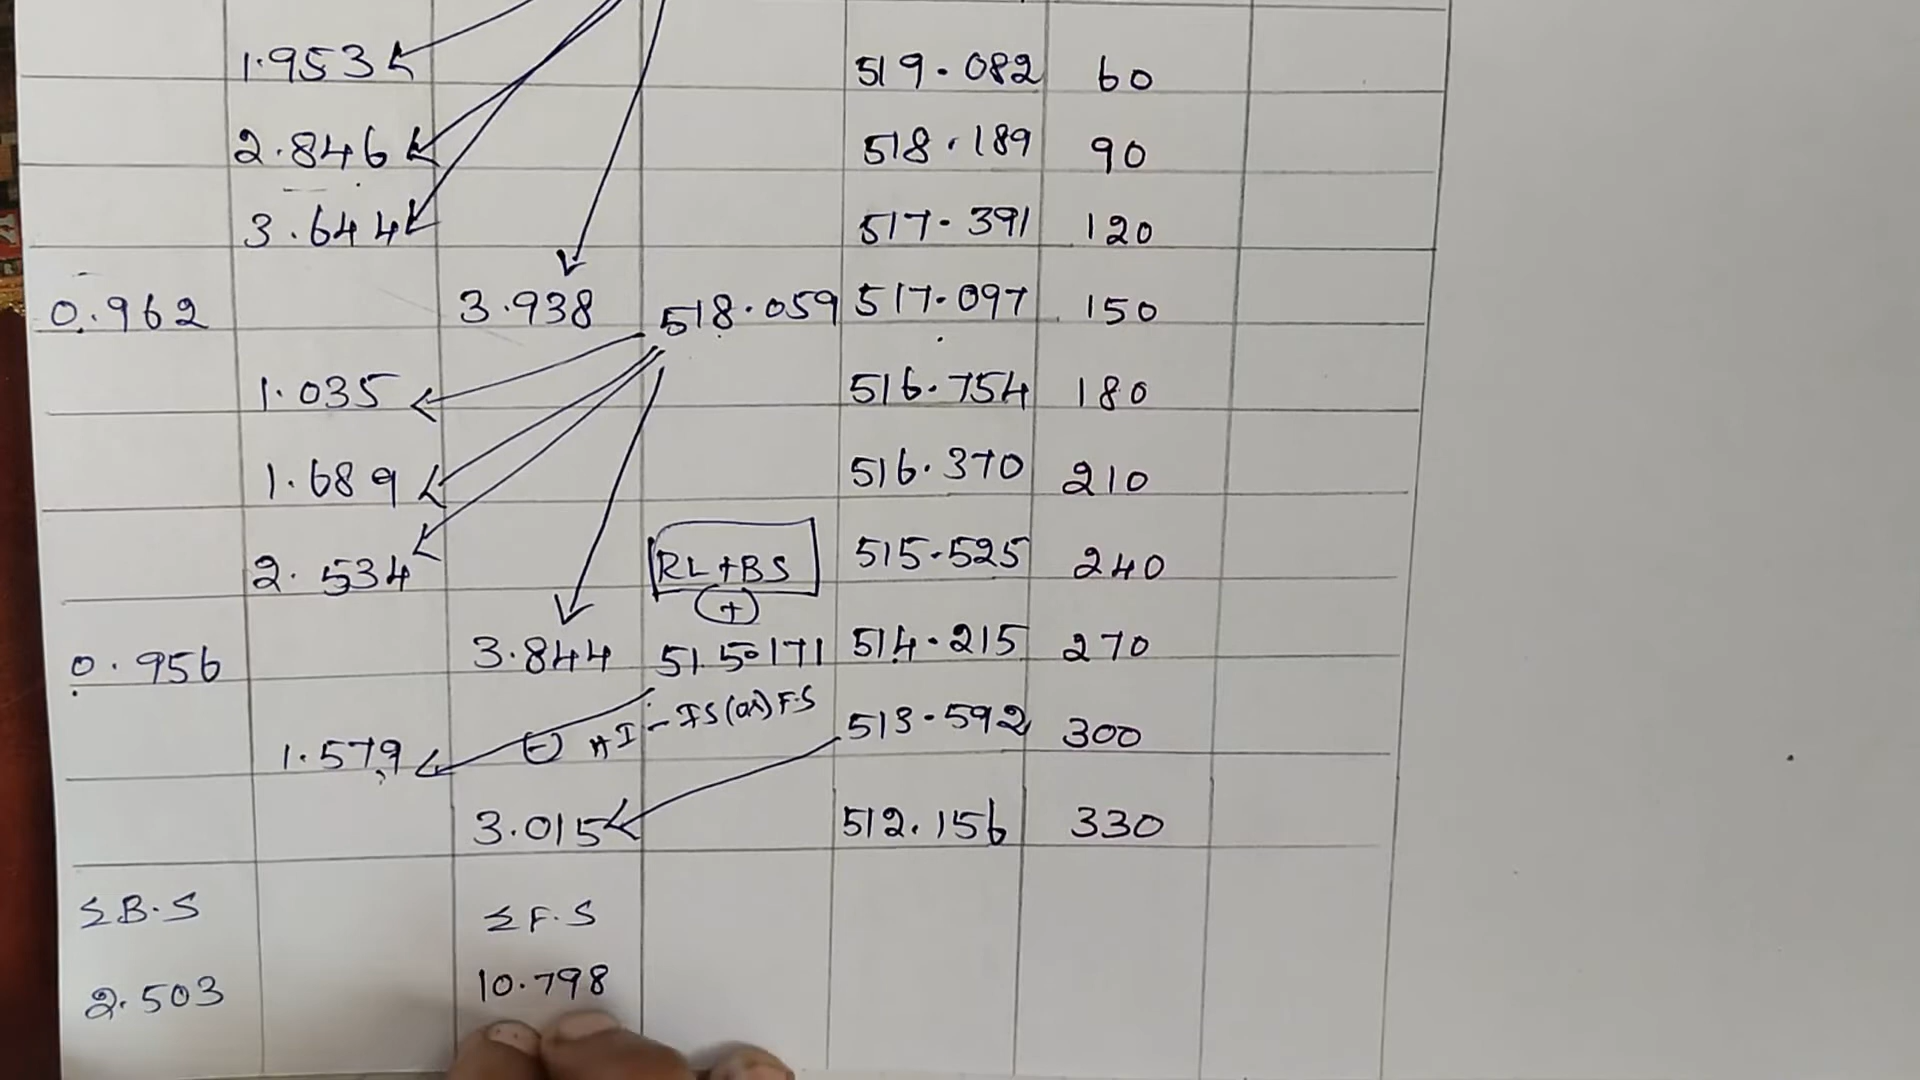 1.953 519.082 60
2.846 518.189 90
3.644 517.391 120
0.962 3.938 518.059 517.097 150
1.035 516.754 180
1.689 516.370 210
2.534 RL+BS 515.525 240
(+)
0.956 3.844 515.171 514.215 270
1.579 (-) HI - IS (or) F.S 513.592 300
3.015 512.156 330
ΣB.S ΣF.S
2.503 10.798